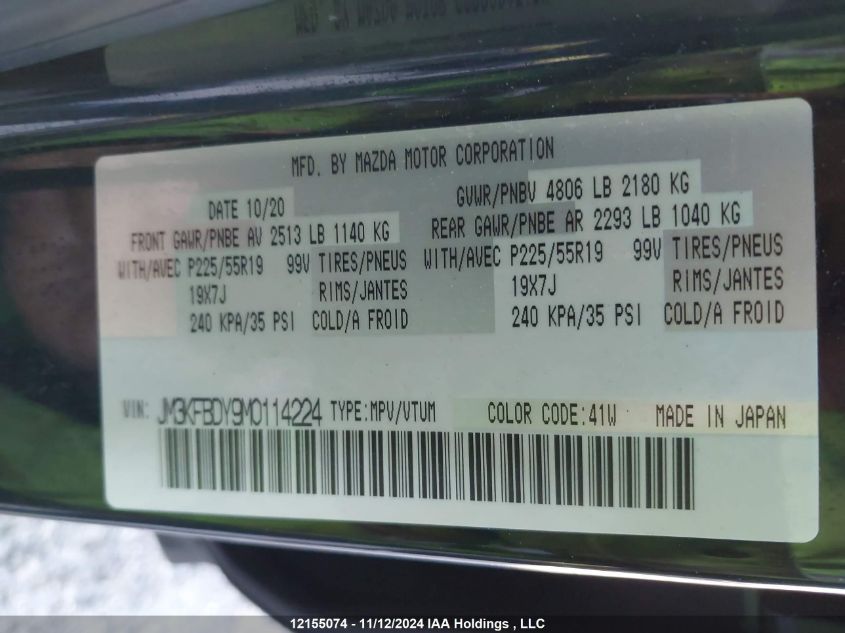 MFD. BY MAZDA MOTOR CORPORATION
DATE 10/20 GVWR/PNBV 4806 LB 2180 KG
FRONT GAWR/PNBE AV 2513 LB 1140 KG REAR GAWR/PNBE AR 2293 LB 1040 KG
WITH/AVEC P225/55R19 99V TIRES/PNEUS WITH/AVEC P225/55R19 99V TIRES/PNEUS
19X7J RIMS/JANTES 19X7J RIMS/JANTES
240 KPA/35 PSI COLD/A FROID 240 KPA/35 PSI COLD/A FROID
VIN: JM3KFBDY9M0114224 TYPE:MPV/VTUM COLOR CODE:41W MADE IN JAPAN
12155074 - 11/12/2024 IAA Holdings , LLC